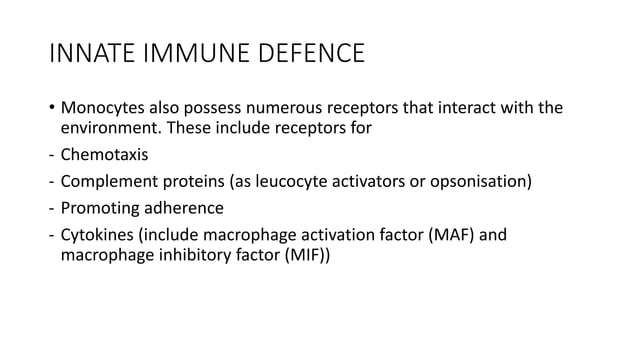 INNATE IMMUNE DEFENCE
• Monocytes also possess numerous receptors that interact with the
environment. These include receptors for
- Chemotaxis
- Complement proteins (as leucocyte activators or opsonisation)
- Promoting adherence
- Cytokines (include macrophage activation factor (MAF) and
macrophage inhibitory factor (MIF))